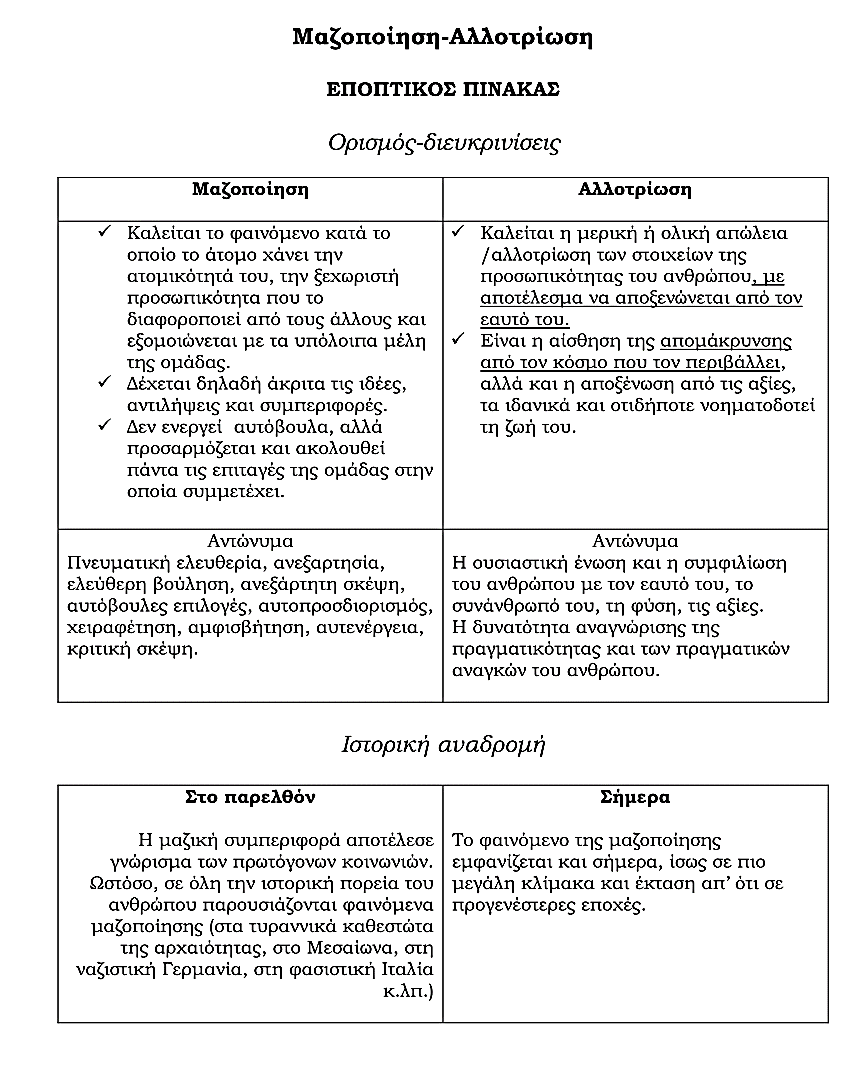 Μαζοποίηση-Αλλοτρίωση
ΕΠΟΠΤΙΚΟΣ ΠΙΝΑΚΑΣ
Ορισμός-διευκρινίσεις
Μαζοποίηση
✓ Καλείται το φαινόμενο κατά το
οποίο το άτομο χάνει την
ατομικότητά του, την ξεχωριστή
προσωπικότητα που το
διαφοροποιεί από τους άλλους και
εξομοιώνεται με τα υπόλοιπα μέλη
της ομάδας.
✓ Δέχεται δηλαδή άκριτα τις ιδέες,
αντιλήψεις και συμπεριφορές.
✓ Δεν ενεργεί αυτόβουλα, αλλά
προσαρμόζεται και ακολουθεί
πάντα τις επιταγές της ομάδας στην
οποία συμμετέχει.
Αλλοτρίωση
✓ Καλείται η μερική ή ολική απώλεια
/αλλοτρίωση των στοιχείων της
προσωπικότητας του ανθρώπου, με
αποτέλεσμα να αποξενώνεται από τον
εαυτό του.
✓ Είναι η αίσθηση της απομάκρυνσης
από τον κόσμο που τον περιβάλλει,
αλλά και η αποξένωση από τις αξίες,
τα ιδανικά και οτιδήποτε νοηματοδοτεί
τη ζωή του.
Αντώνυμα
Πνευματική ελευθερία, ανεξαρτησία,
ελεύθερη βούληση, ανεξάρτητη σκέψη,
αυτόβουλες επιλογές, αυτοπροσδιορισμός,
χειραφέτηση, αμφισβήτηση, αυτενέργεια,
κριτική σκέψη.
Αντώνυμα
Η ουσιαστική ένωση και η συμφιλίωση
του ανθρώπου με τον εαυτό του, το
συνάνθρωπό του, τη φύση, τις αξίες.
Η δυνατότητα αναγνώρισης της
πραγματικότητας και των πραγματικών
αναγκών του ανθρώπου.
Ιστορική αναδρομή
Στο παρελθόν
Η μαζική συμπεριφορά αποτέλεσε
γνώρισμα των πρωτόγονων κοινωνιών.
Ωστόσο, σε όλη την ιστορική πορεία του
ανθρώπου παρουσιάζονται φαινόμενα
μαζοποίησης (στα τυραννικά καθεστώτα
της αρχαιότητας, στο Μεσαίωνα, στη
ναζιστική Γερμανία, στη φασιστική Ιταλία
κ.λπ.)
Σήμερα
Το φαινόμενο της μαζοποίησης
εμφανίζεται και σήμερα, ίσως σε πιο
μεγάλη κλίμακα και έκταση απ' ότι σε
προγενέστερες εποχές.